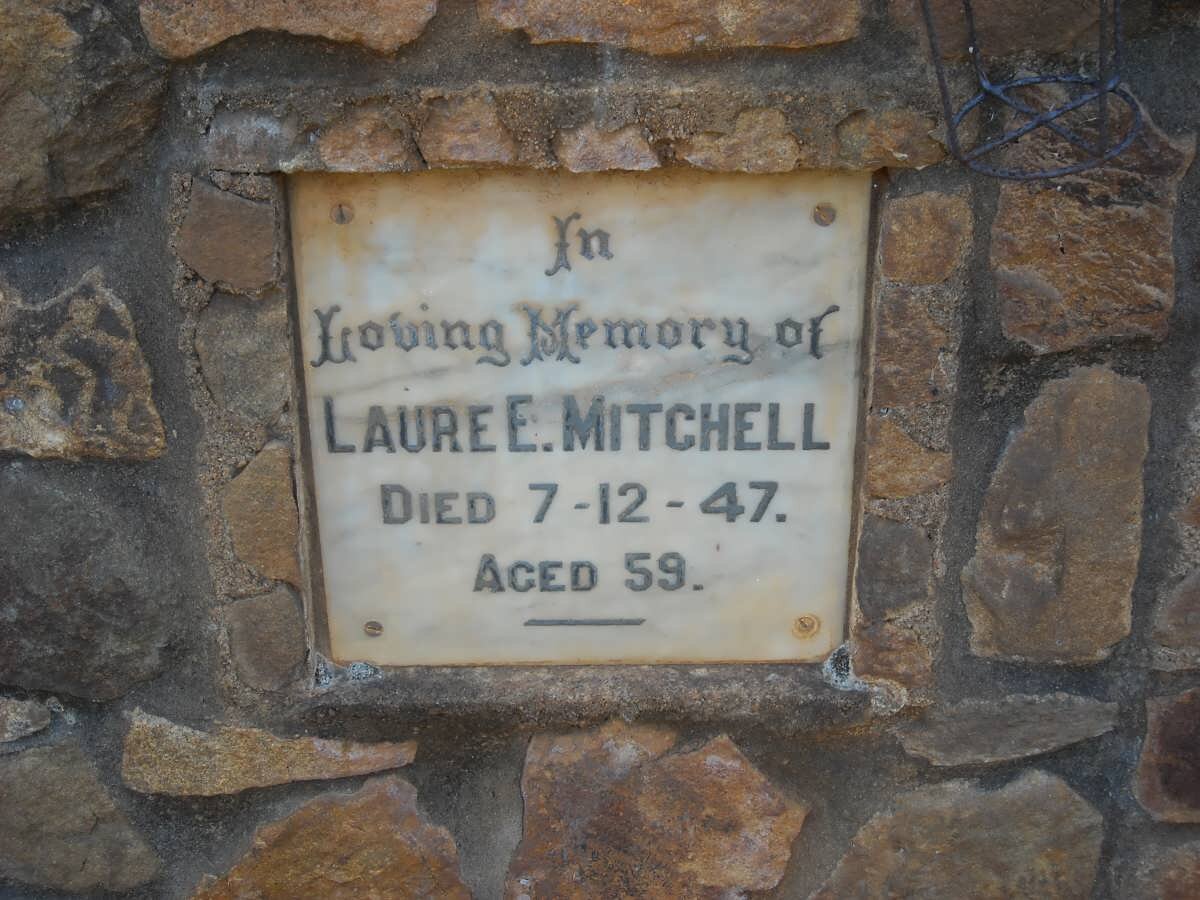 In
Loving Memory of
LAURE E. MITCHELL
DIED 7-12-47.
AGED 59.